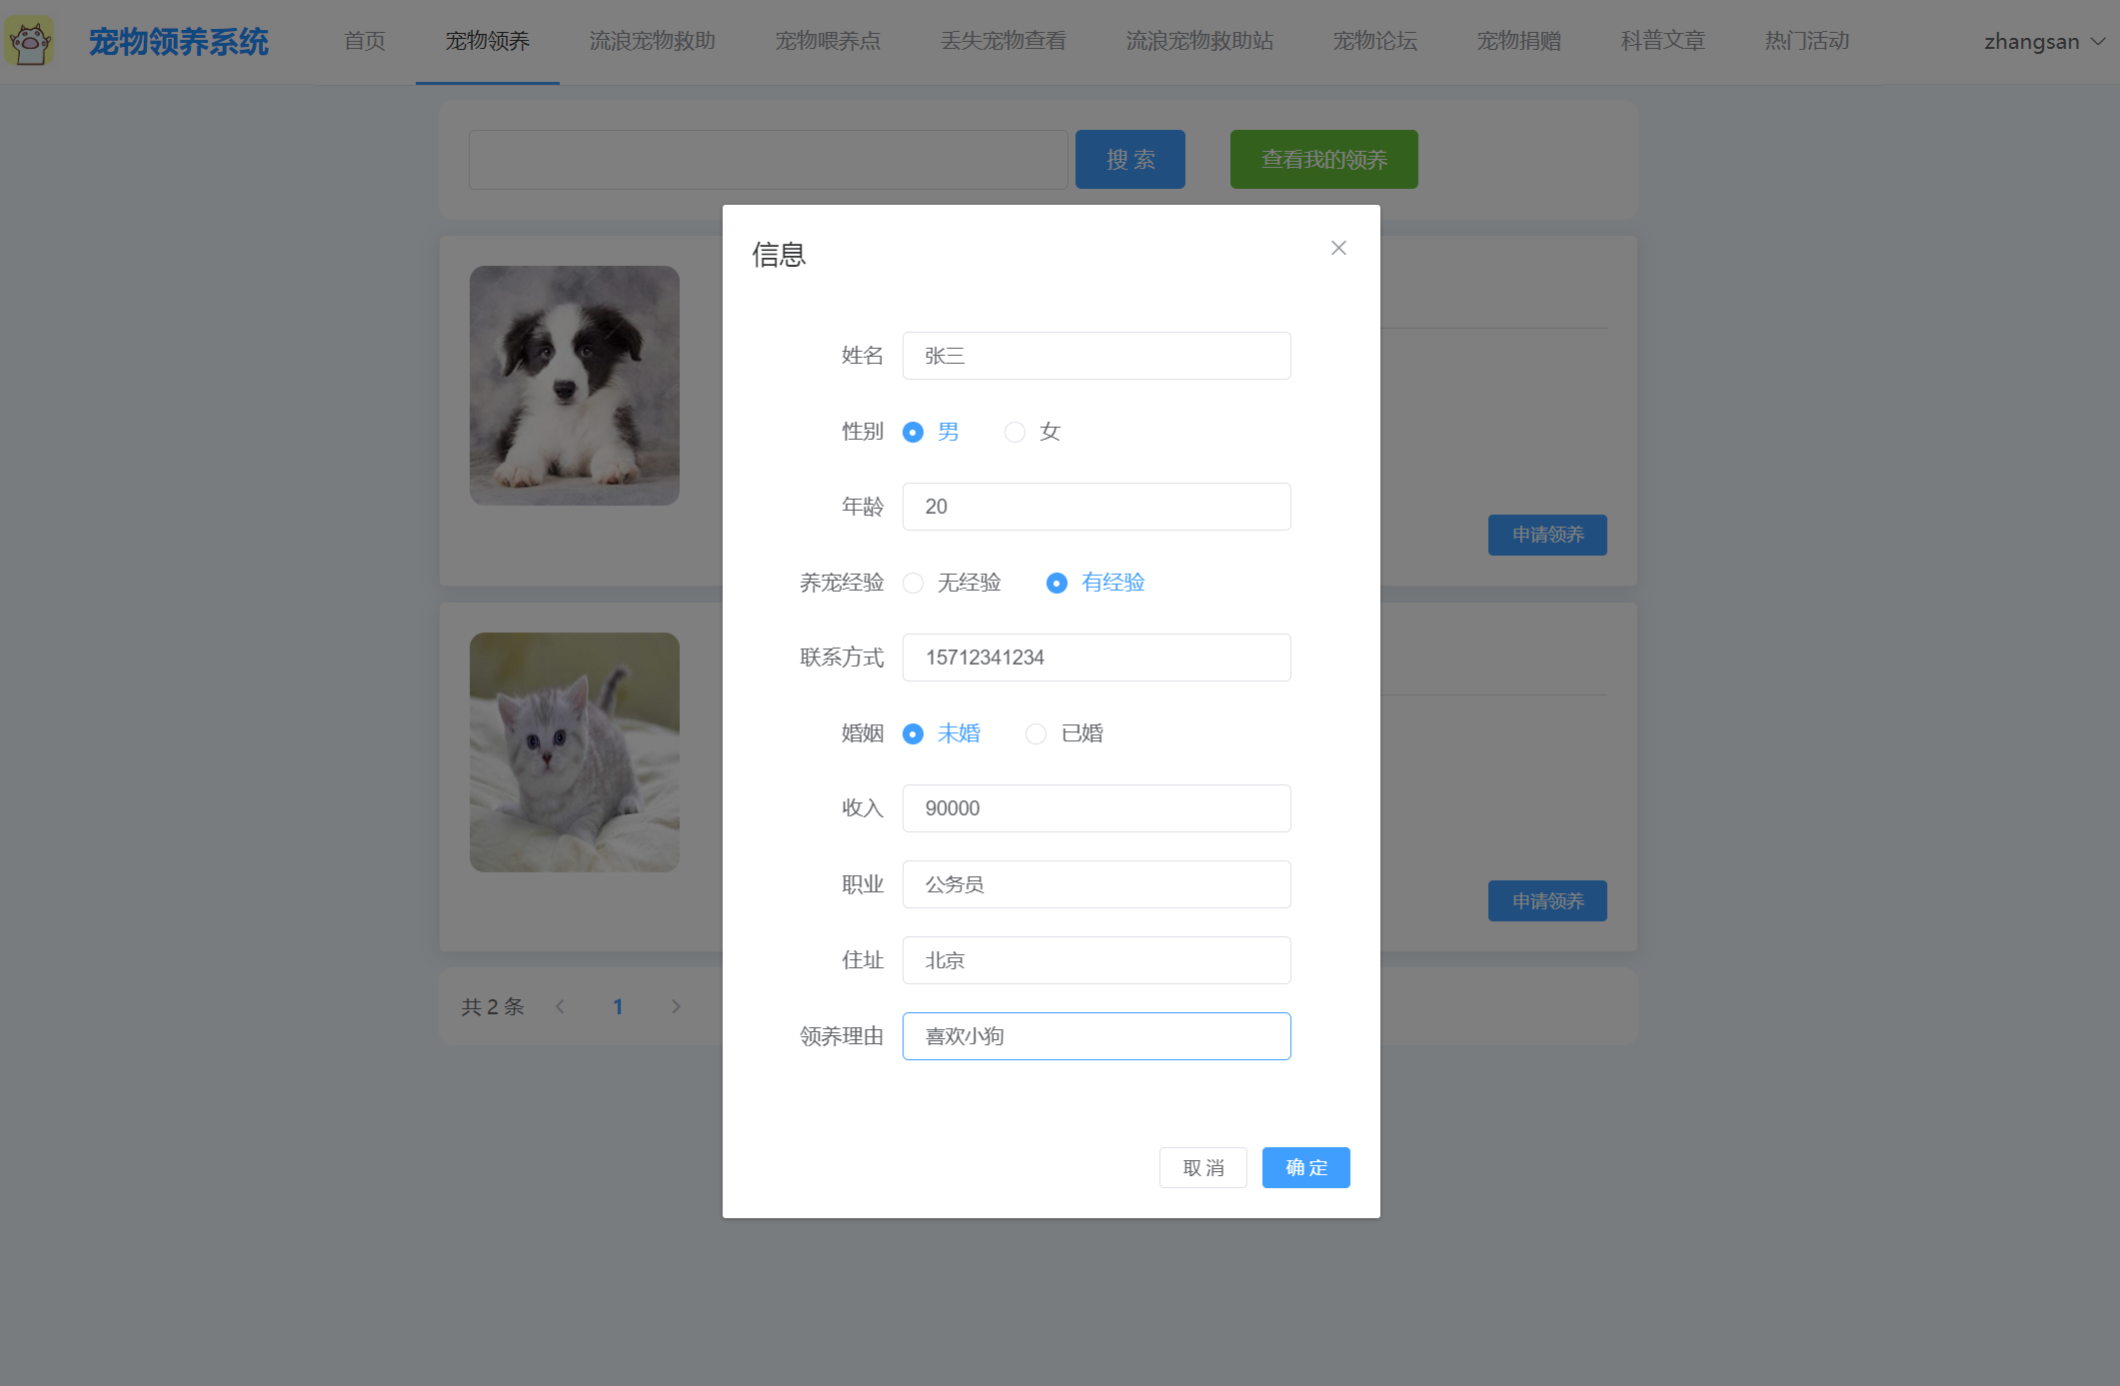 宠物领养系统 首页 宠物领养 流浪宠物救助 宠物喂养点 丢失宠物查看 流浪宠物救助站 宠物论坛 宠物捐赠 科普文章 热门活动 zhangsan
搜 索 查看我的领养
信息
姓名 张三
性别 男 女
年龄 20
申请领养
养宠经验 无经验 有经验
联系方式 15712341234
婚姻 未婚 已婚
收入 90000
职业 公务员
申请领养
住址 北京
共 2 条 1
领养理由 喜欢小狗
取 消 确 定